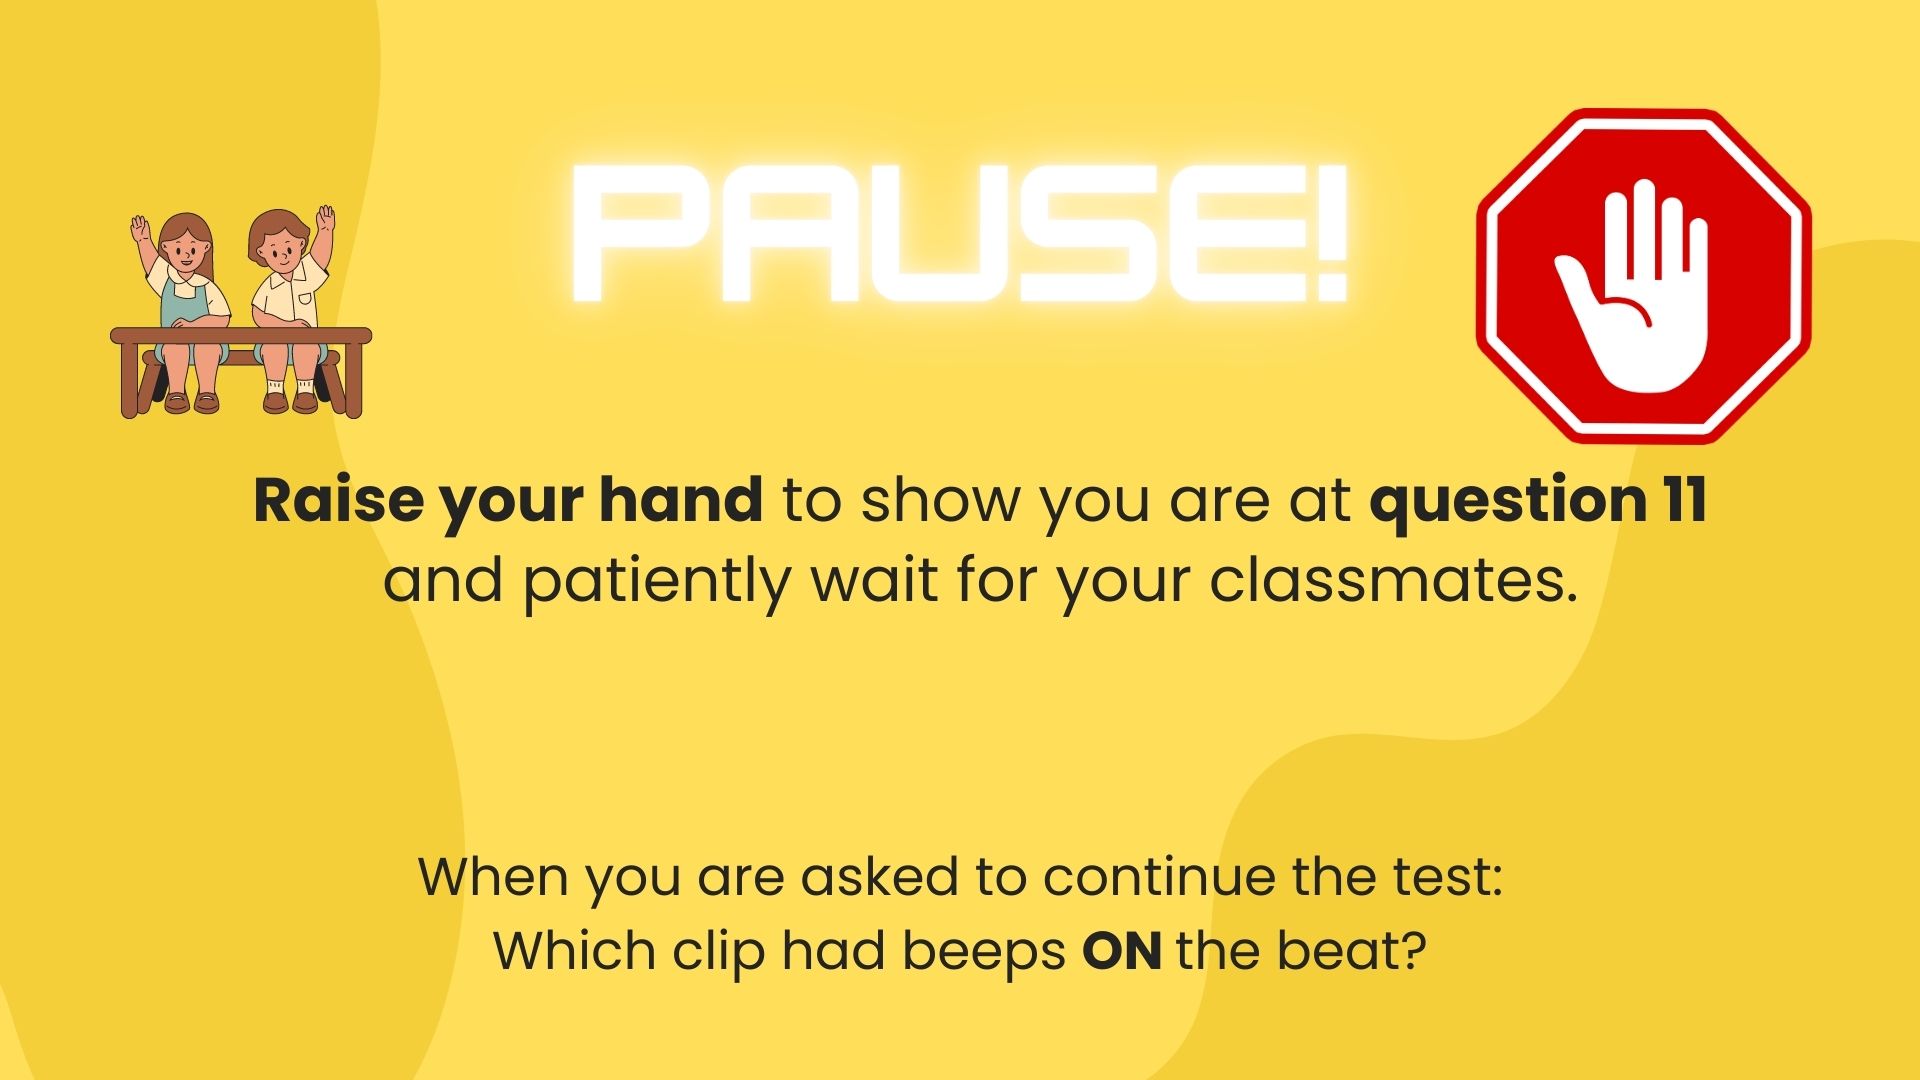 PAUSE!
Raise your hand to show you are at question 11
and patiently wait for your classmates.
When you are asked to continue the test:
Which clip had beeps ON the beat?